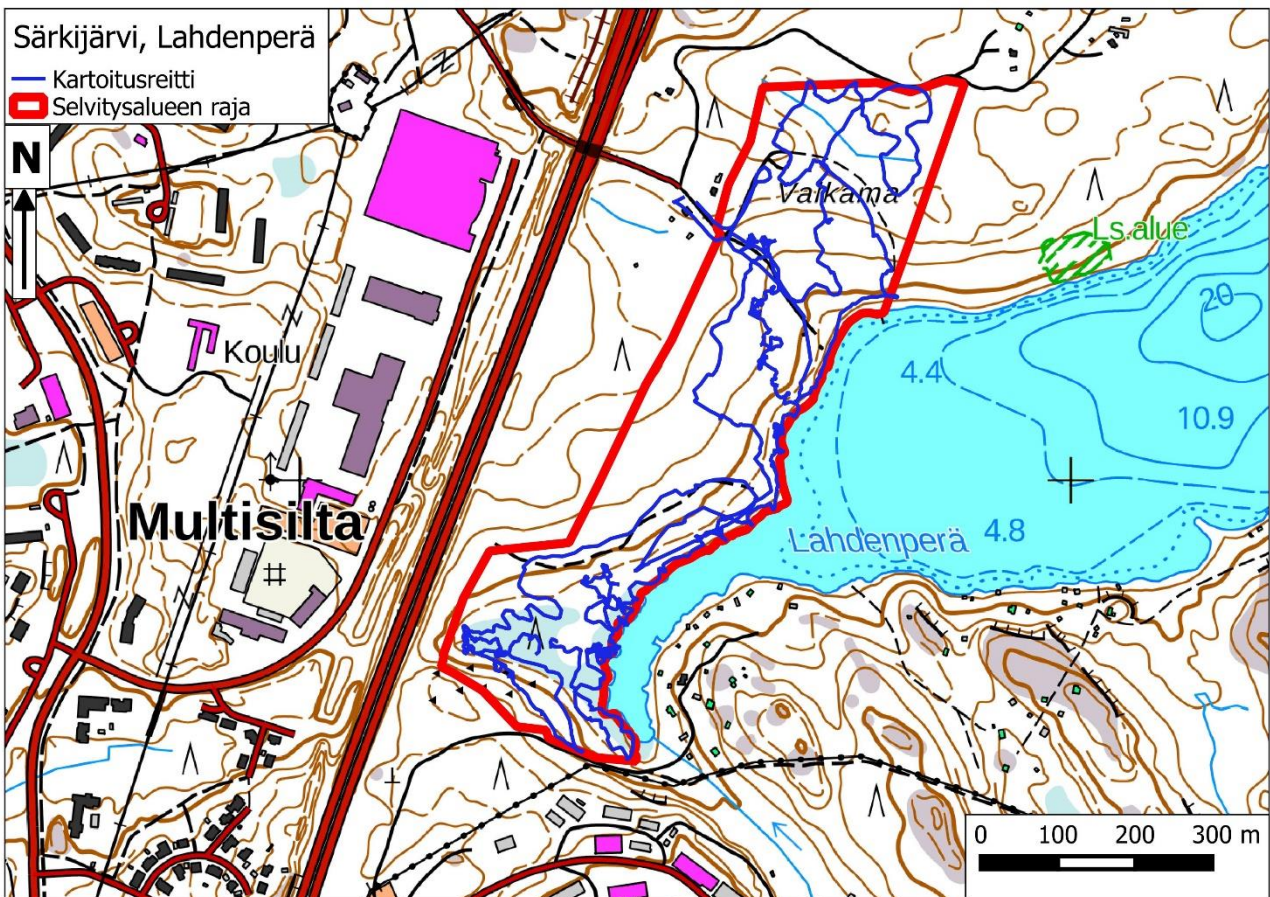 Särkijärvi, Lahdenperä
Kartoitusreitti
Selvitysalueen raja
N
Vaikama
Ls.alue
20
4.4
10.9
Koulu
Multisilta
Lahdenperä
4.8
0 100 200 300 m